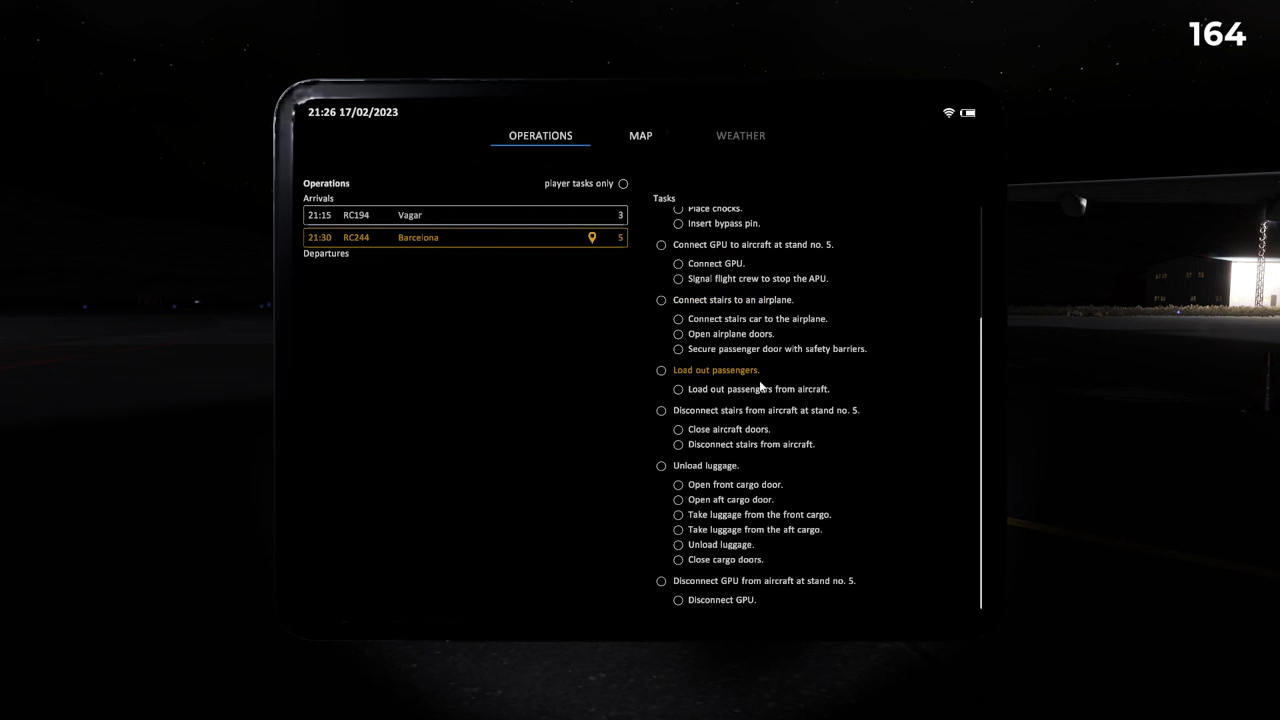 164
21:26 17/02/2023
OPERATIONS MAP WEATHER
Operations player tasks only
Arrivals
21:15 RC194 Vagar 3
21:30 RC244 Barcelona 5
Departures
Tasks
Place chocks.
Insert bypass pin.
Connect GPU to aircraft at stand no. 5.
Connect GPU.
Signal flight crew to stop the APU.
Connect stairs to an airplane.
Connect stairs car to the airplane.
Open airplane doors.
Secure passenger door with safety barriers.
Load out passengers.
Load out passengers from aircraft.
Disconnect stairs from aircraft at stand no. 5.
Close aircraft doors.
Disconnect stairs from aircraft.
Unload luggage.
Open front cargo door.
Open aft cargo door.
Take luggage from the front cargo.
Take luggage from the aft cargo.
Unload luggage.
Close cargo doors.
Disconnect GPU from aircraft at stand no. 5.
Disconnect GPU.